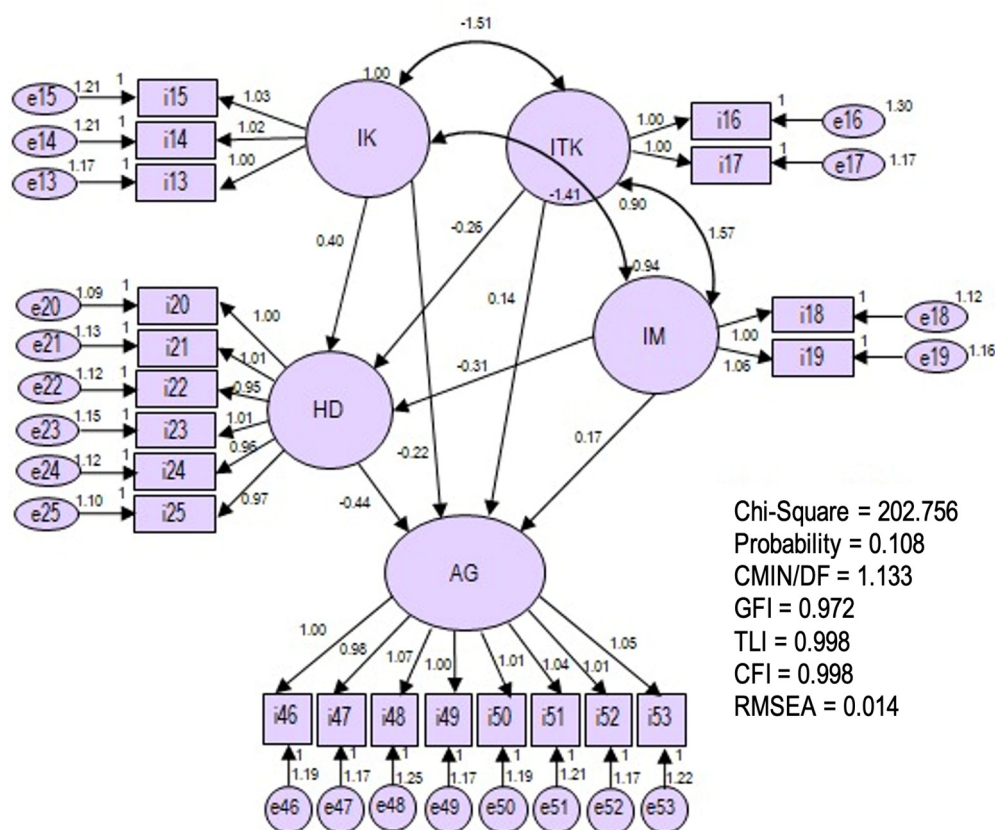 -1.51
1.00
e15 1.21 1 i15 1.03
e14 1.21 1 i14 1.02
e13 1.17 1 i13 1.00
IK
ITK
1.00 i16 1 e16 1.30
1.00 i17 1 e17 1.17
-1.41
0.90
1.57
0.94
0.40
-0.26
0.14
IM
1.00 i18 1 e18 1.12
1.06 i19 1 e19 1.16
e20 1.09 1 i20 1.00
e21 1.13 1 i21 1.01
e22 1.12 1 i22 0.95
e23 1.15 1 i23 1.01
e24 1.12 1 i24 0.96
e25 1.10 1 i25 0.97
HD
-0.31
-0.22
0.17
-0.44
AG
Chi-Square = 202.756
Probability = 0.108
CMIN/DF = 1.133
GFI = 0.972
TLI = 0.998
CFI = 0.998
RMSEA = 0.014
1.00 0.98 1.07 1.00 1.01 1.04 1.01 1.05
i46 i47 i48 i49 i50 i51 i52 i53
1 1 1 1 1 1 1 1
1.19 1.17 1.25 1.17 1.19 1.21 1.17 1.22
e46 e47 e48 e49 e50 e51 e52 e53